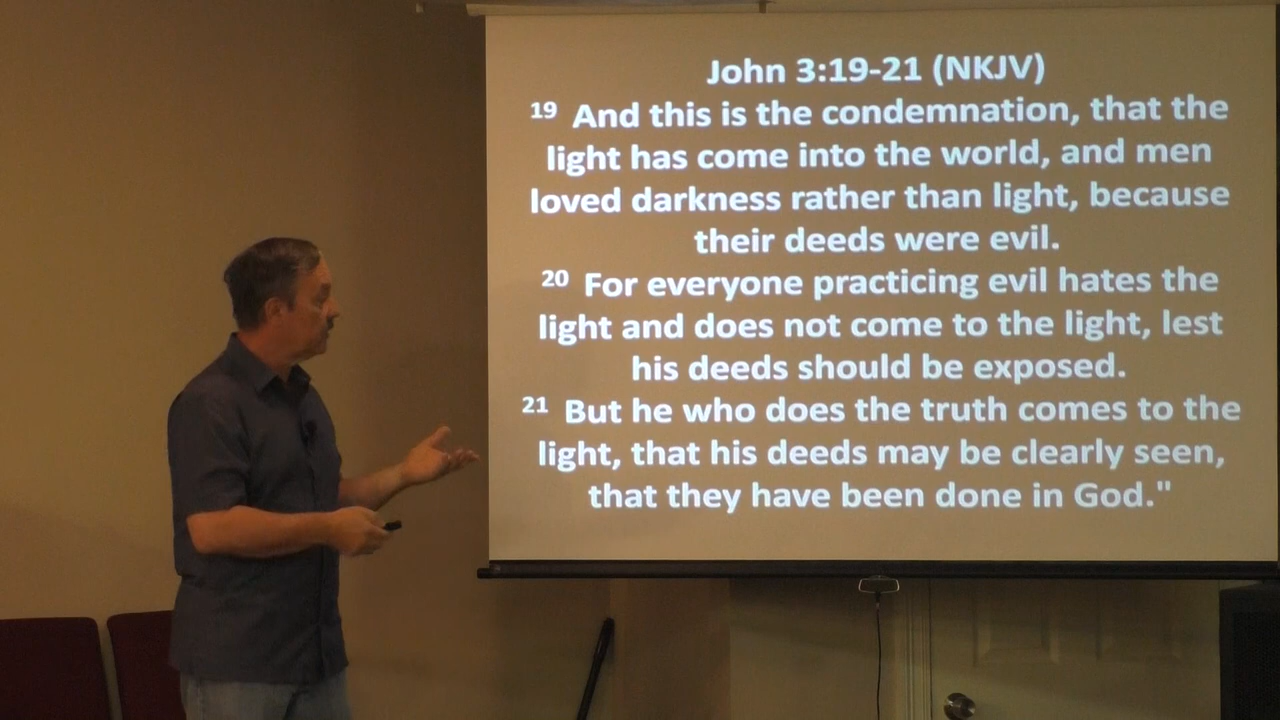 John 3:19-21 (NKJV)
19 And this is the condemnation, that the
light has come into the world, and men
loved darkness rather than light, because
their deeds were evil.
20 For everyone practicing evil hates the
light and does not come to the light, lest
his deeds should be exposed.
21 But he who does the truth comes to the
light, that his deeds may be clearly seen,
that they have been done in God."